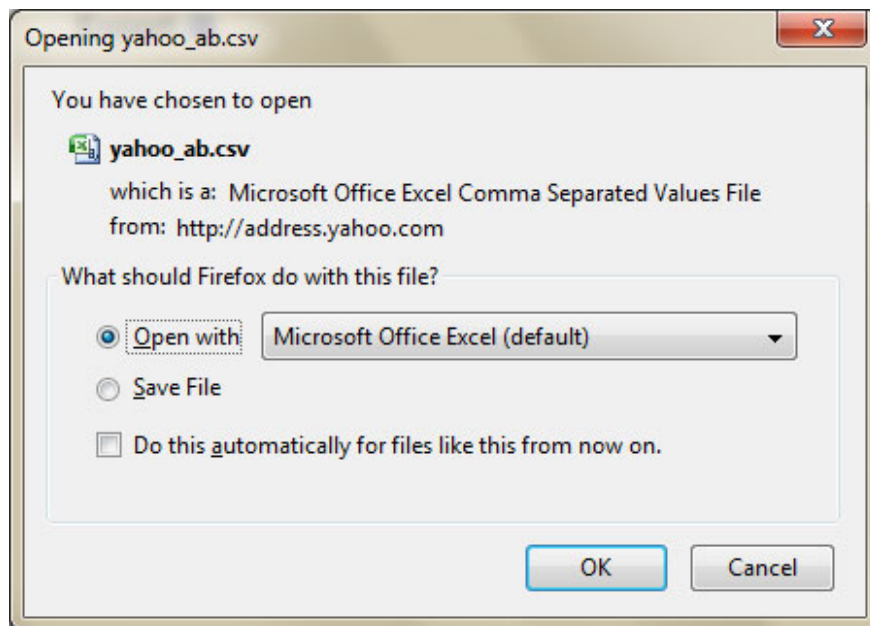 Opening yahoo_ab.csv
You have chosen to open
yahoo_ab.csv
which is a: Microsoft Office Excel Comma Separated Values File
from: http://address.yahoo.com
What should Firefox do with this file?
Open with Microsoft Office Excel (default)
Save File
Do this automatically for files like this from now on.
OK Cancel